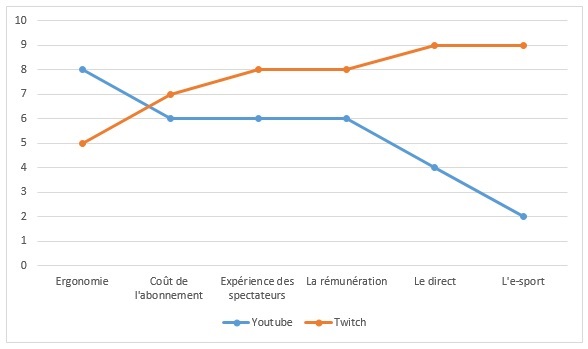 10
9
8
7
6
5
4
3
2
1
0
Ergonomie
Coût de
l'abonnement
Expérience des
spectateurs
La rémunération
Le direct
L'e-sport
Youtube
Twitch